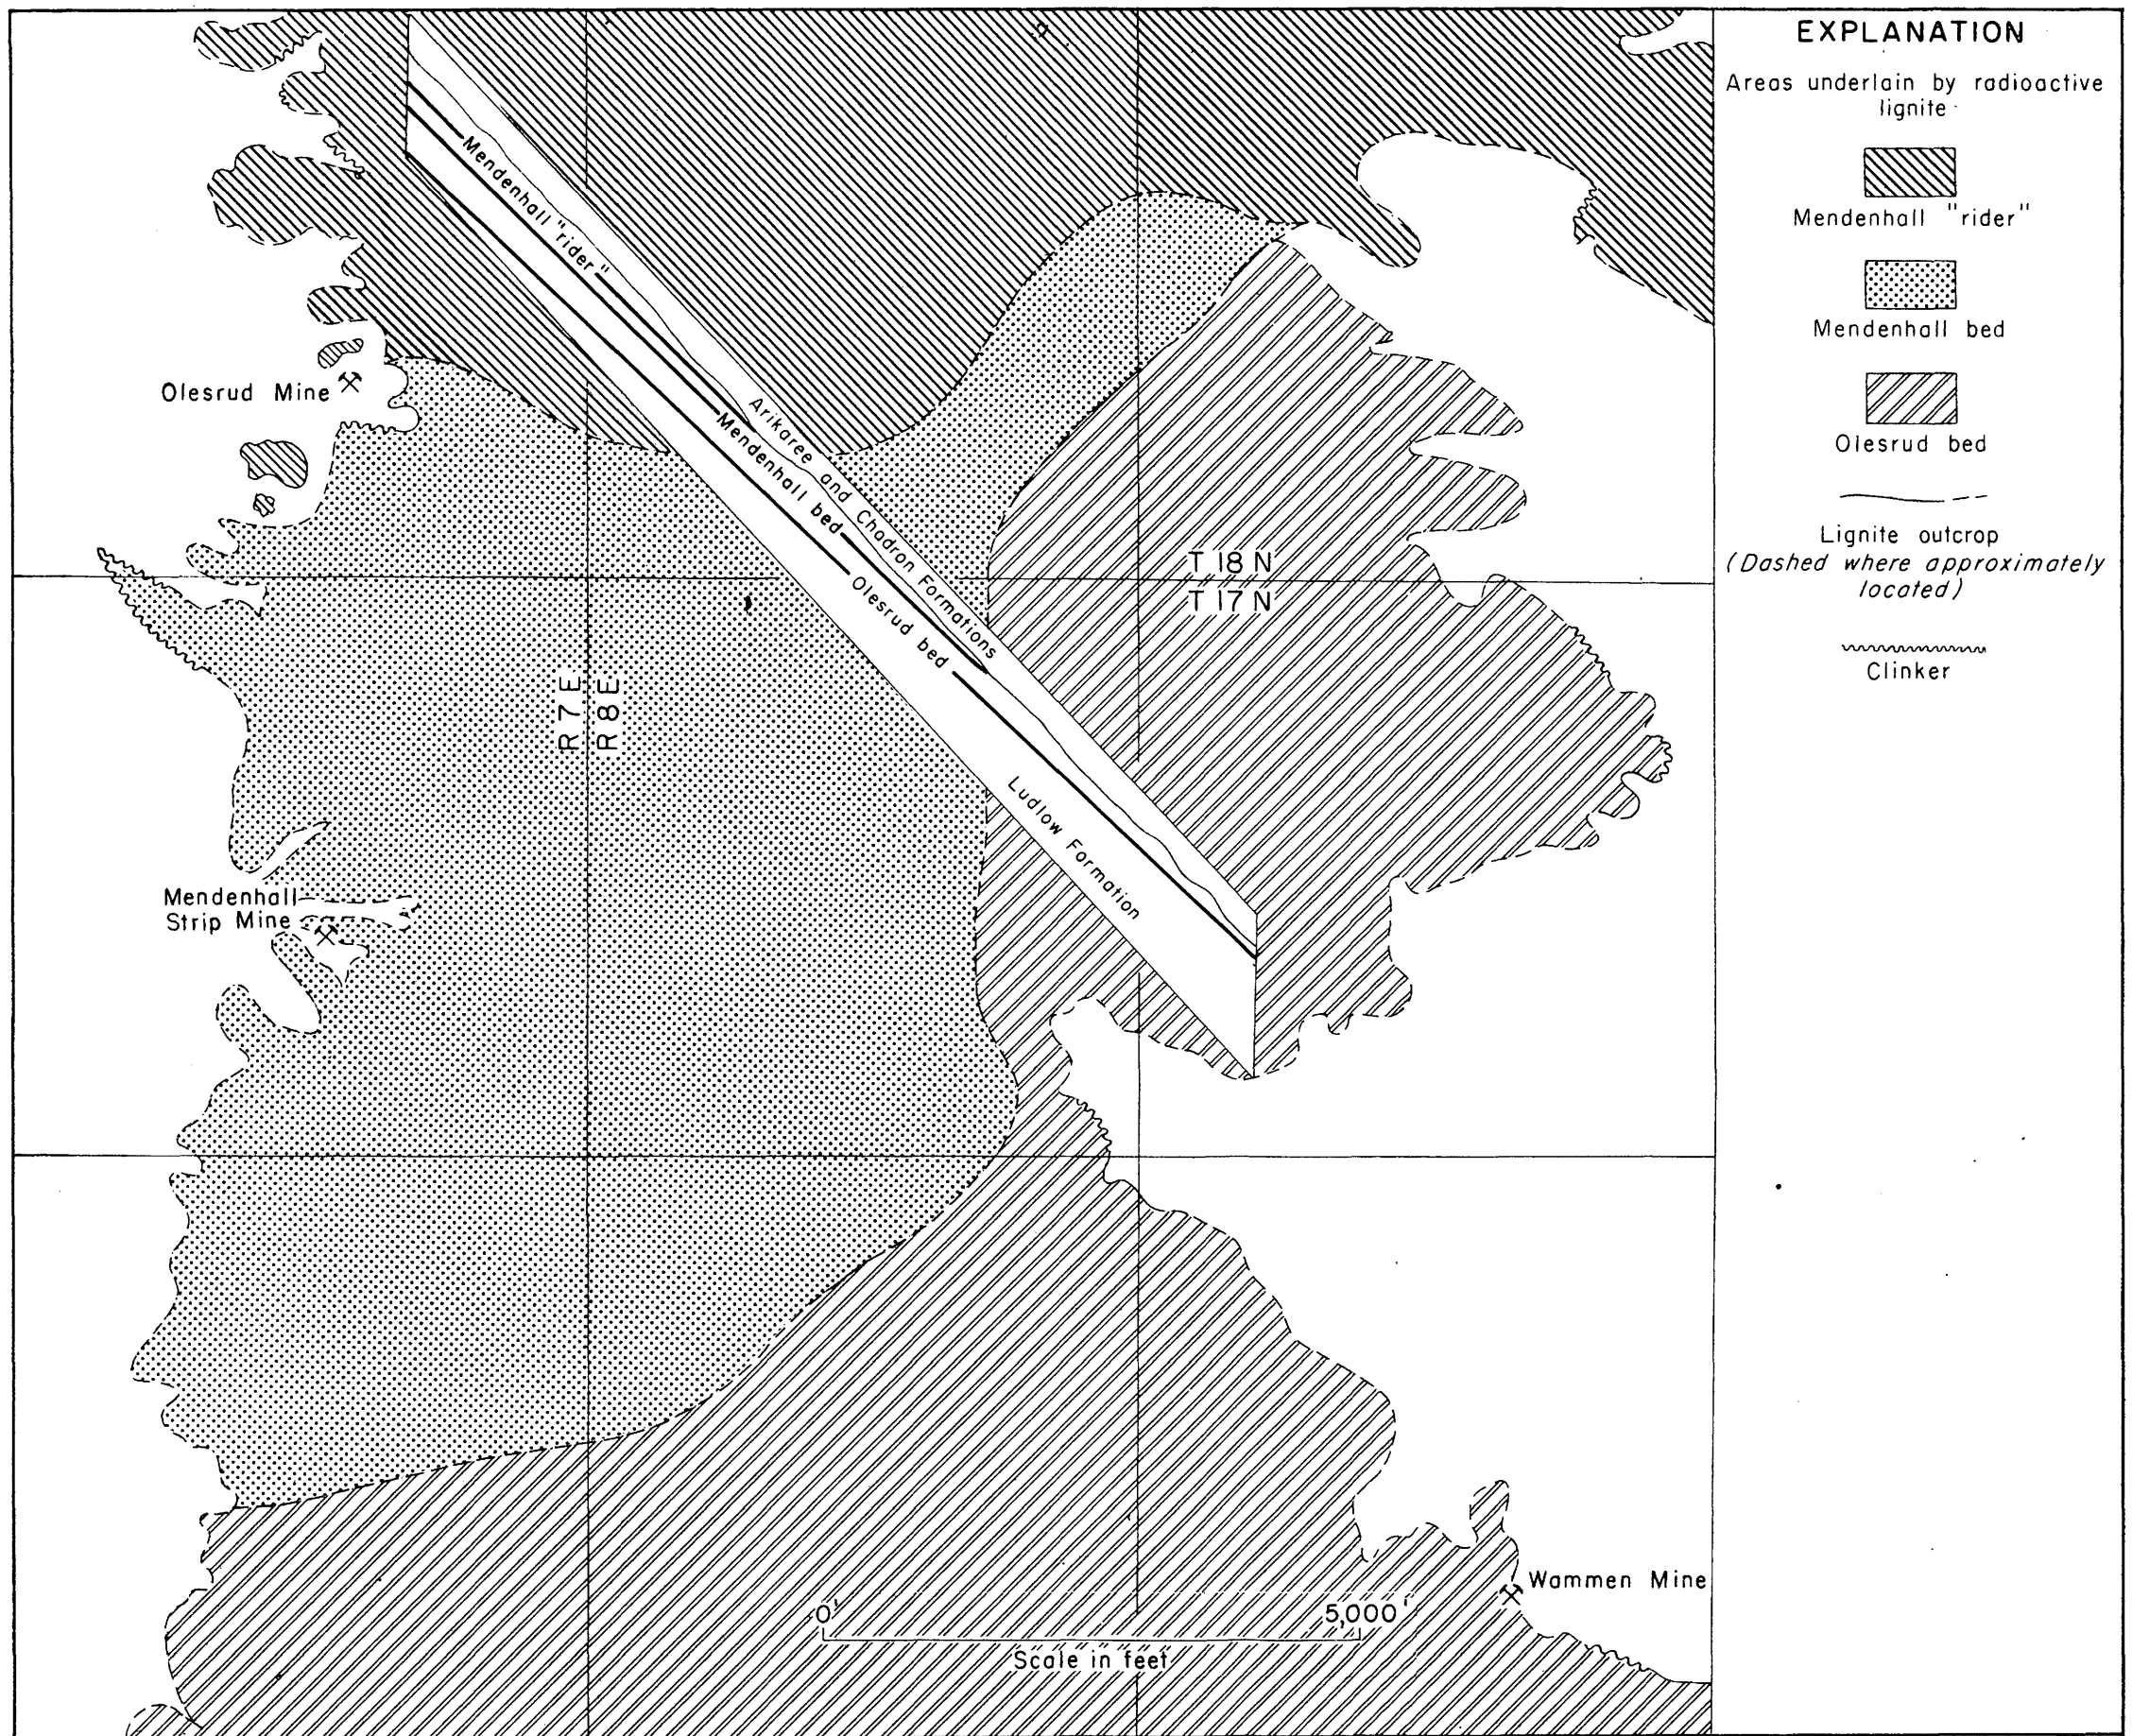 EXPLANATION
Areas underlain by radioactive
lignite
Mendenhall "rider"
Mendenhall bed
Olesrud bed
Lignite outcrop
(Dashed where approximately
located)
Clinker
Mendenhall "rider"
Arikaree and Chadron Formations
Mendenhall bed
Olesrud bed
Ludlow Formation
Olesrud Mine
T 18 N
T 17 N
R 7 E
R 8 E
Mendenhall
Strip Mine
Wammen Mine
0' 5,000'
Scale in feet